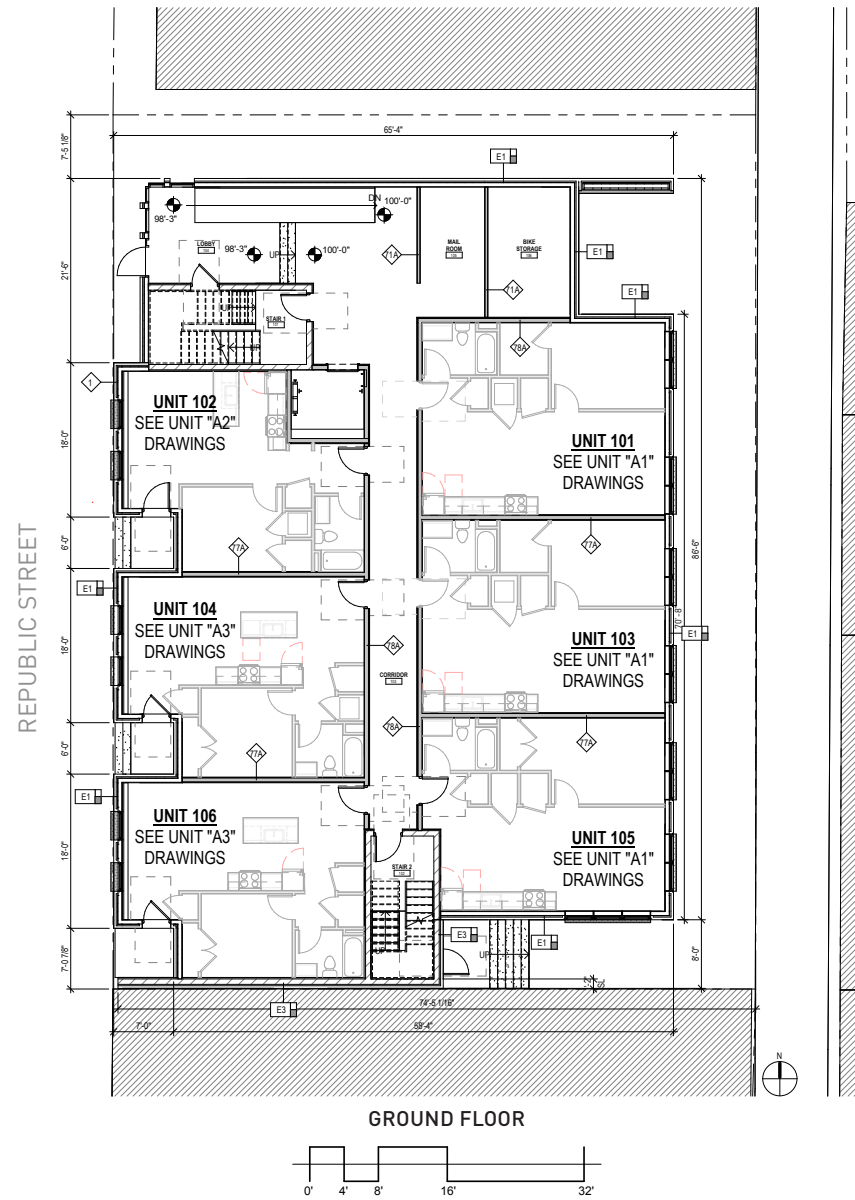 65'-4"
7'-5 1/8"
E1
DN
100'-0"
98'-3"
LOBBY
98'-3"
UP
100'-0"
71A
MAIL
ROOM
BIKE
STORAGE
E1
21'-6"
71A
E1
UP
STAIR 1
UP
78A
1
UNIT 102
SEE UNIT "A2"
DRAWINGS
UNIT 101
SEE UNIT "A1"
DRAWINGS
18'-0"
6'-0"
77A
77A
86'-6"
REPUBLIC STREET
E1
UNIT 104
SEE UNIT "A3"
DRAWINGS
18'-0"
UNIT 103
SEE UNIT "A1"
DRAWINGS
E1
78A
CORRIDOR
78A
6'-0"
77A
77A
E1
UNIT 106
SEE UNIT "A3"
DRAWINGS
18'-0"
UNIT 105
SEE UNIT "A1"
DRAWINGS
STAIR 2
E3
E1
UP
UP
7'-0 7/8"
8'-0"
E3
74'-5 1/16"
7'-0"
58'-4"
N
GROUND FLOOR
0' 4' 8' 16' 32'